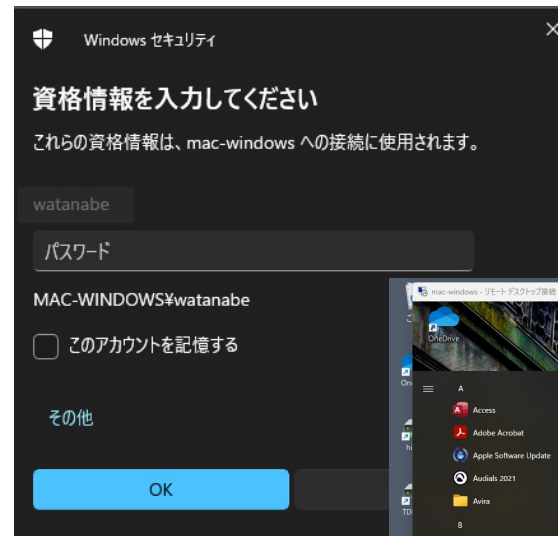 Windows セキュリティ
資格情報を入力してください
これらの資格情報は、mac-windows への接続に使用されます。
watanabe
パスワード
MAC-WINDOWS¥watanabe
このアカウントを記憶する
その他
OK
mac-windows - リモート デスクトップ接続
OneDrive
A
Access
Adobe Acrobat
Apple Software Update
Audials 2021
Avira
B